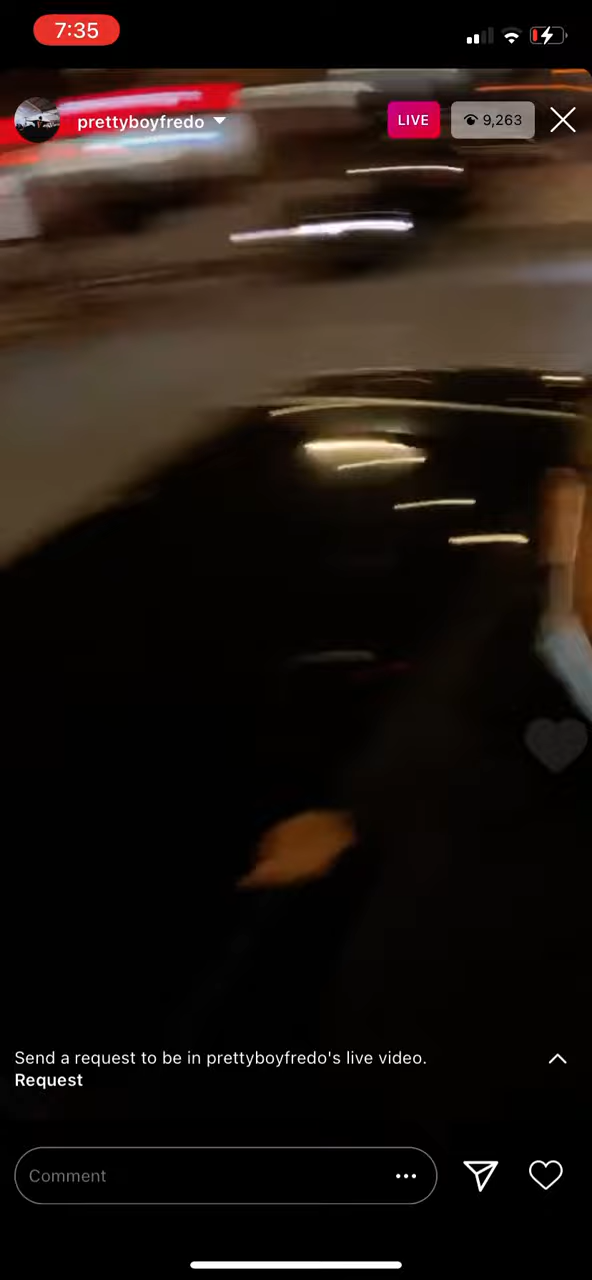 7:35
prettyboyfredo
LIVE
9,263
Send a request to be in prettyboyfredo's live video.
Request
Comment